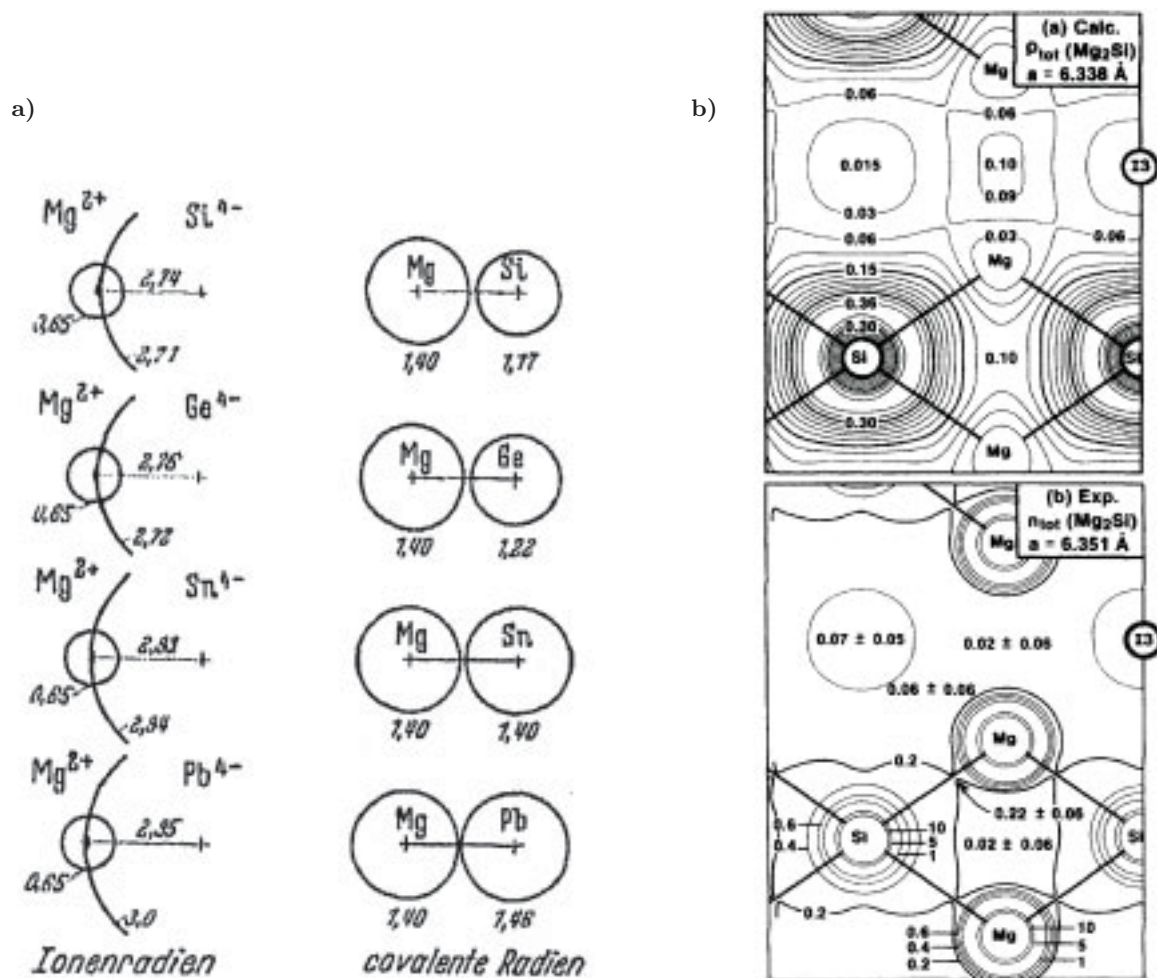 a)
Mg2+ Si4-
2,74
0,65
2,71
Mg Si
1,40 1,17
Mg2+ Ge4-
2,76
0,65
2,72
Mg Ge
1,40 1,22
Mg2+ Sn4-
2,93
0,65
2,94
Mg Sn
1,40 1,40
Mg2+ Pb4-
2,95
0,65
3,0
Mg Pb
1,40 1,46
Ionenradien
covalente Radien
b)
(a) Calc.
ρtot (Mg2Si)
a = 6.338 Å
Mg
0.06 0.06
0.015 0.10 I3
0.09
0.03
0.06 0.03 0.06
Mg
0.15
0.36
0.30
Si 0.10 Si
0.30
Mg
(b) Exp.
ntot (Mg2Si)
a = 6.351 Å
Mg
0.07 ± 0.05 0.02 ± 0.06 I3
0.06 ± 0.06
Mg
0.2
0.22 ± 0.06
0.6 10
Si 5 0.02 ± 0.06 Si
0.4 1
0.2
0.6 Mg 10
0.4 5
0.2 1